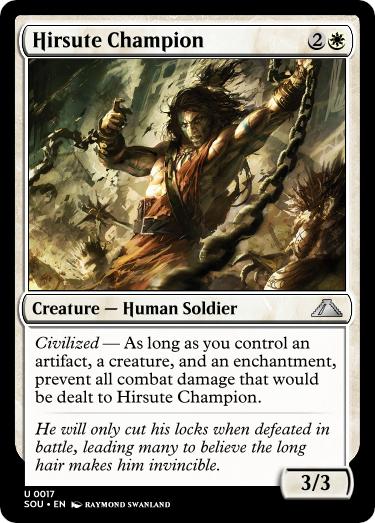 Hirsute Champion 2
Creature — Human Soldier
Civilized — As long as you control an
artifact, a creature, and an enchantment,
prevent all combat damage that would
be dealt to Hirsute Champion.
He will only cut his locks when defeated in
battle, leading many to believe the long
hair makes him invincible.
3/3
U 0017
SOU • EN RAYMOND SWANLAND